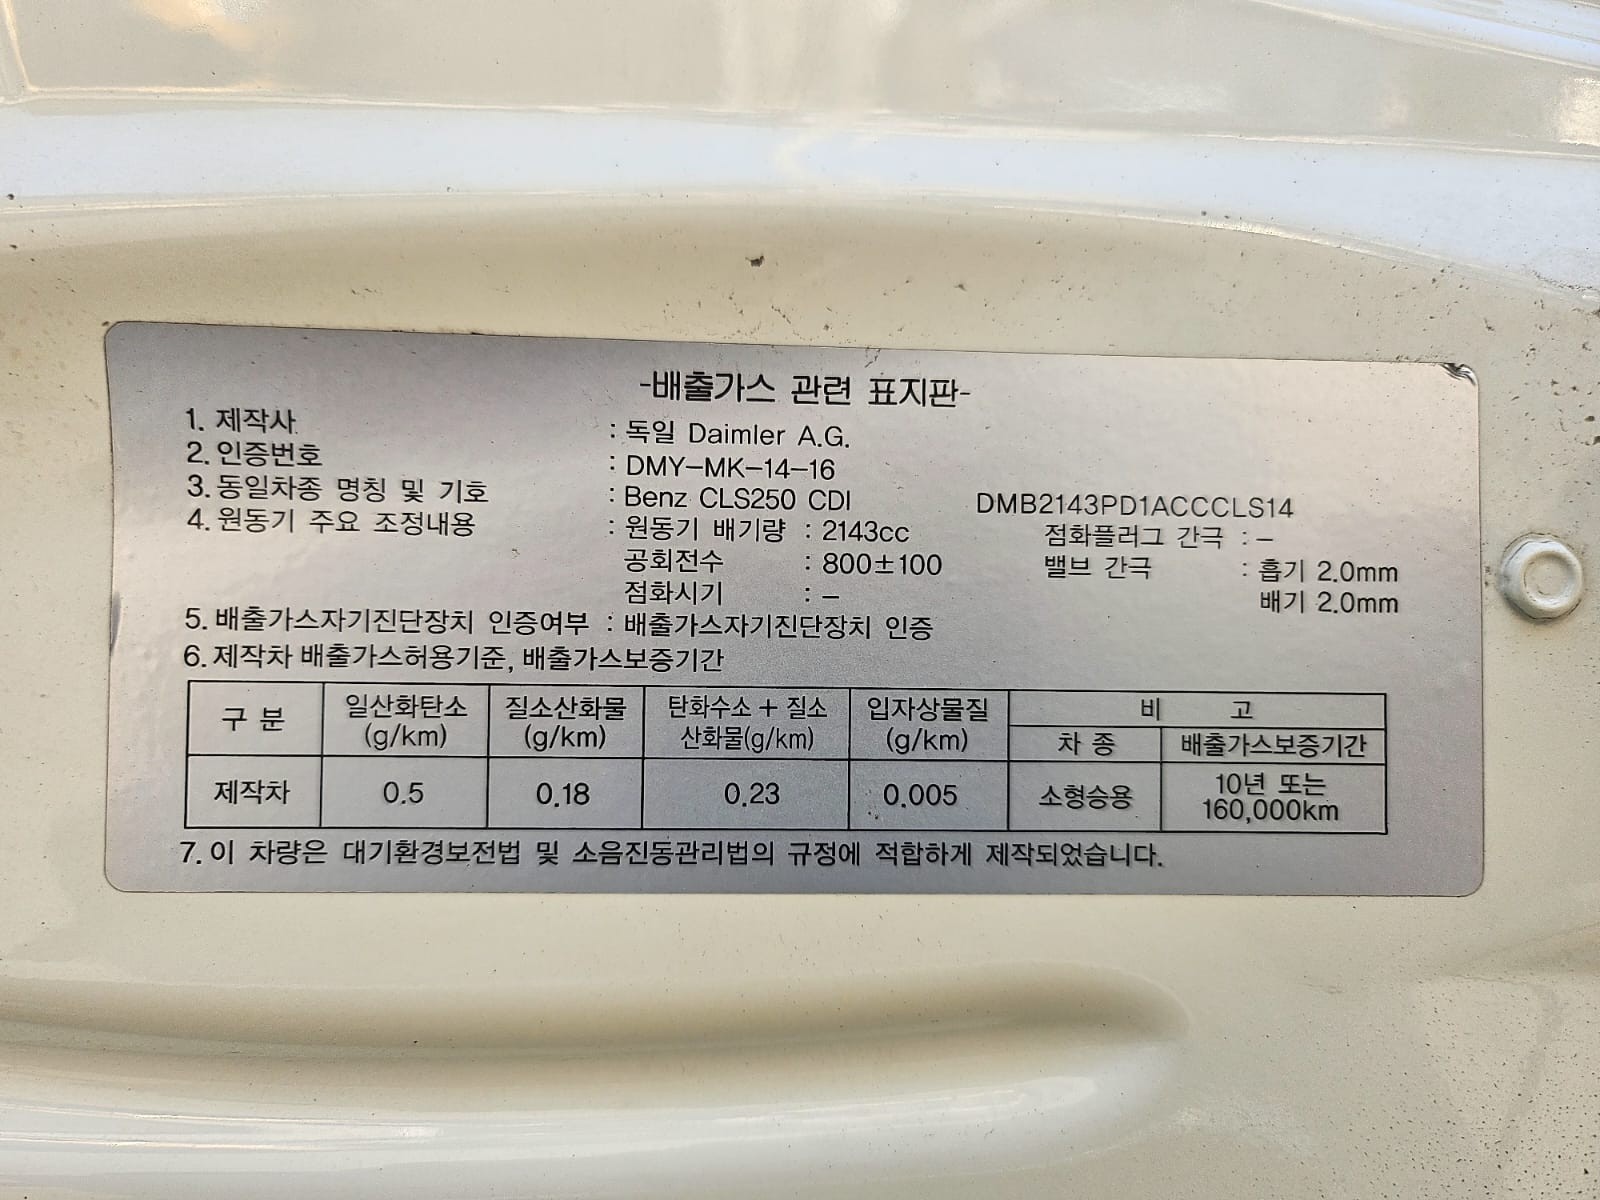 -배출가스 관련 표지판-
1. 제작사 : 독일 Daimler A.G.
2. 인증번호 : DMY-MK-14-16
3. 동일차종 명칭 및 기호 : Benz CLS250 CDI DMB2143PD1ACCCLS14
4. 원동기 주요 조정내용 : 원동기 배기량 : 2143cc 점화플러그 간극 : -
공회전수 : 800±100 밸브 간극 : 흡기 2.0mm
점화시기 : - 배기 2.0mm
5. 배출가스자기진단장치 인증여부 : 배출가스자기진단장치 인증
6. 제작차 배출가스허용기준, 배출가스보증기간
구 분 일산화탄소 (g/km) 질소산화물 (g/km) 탄화수소 + 질소산화물(g/km) 입자상물질 (g/km) 비 고
차 종 배출가스보증기간
제작차 0.5 0.18 0.23 0.005 소형승용 10년 또는 160,000km
7. 이 차량은 대기환경보전법 및 소음진동관리법의 규정에 적합하게 제작되었습니다.